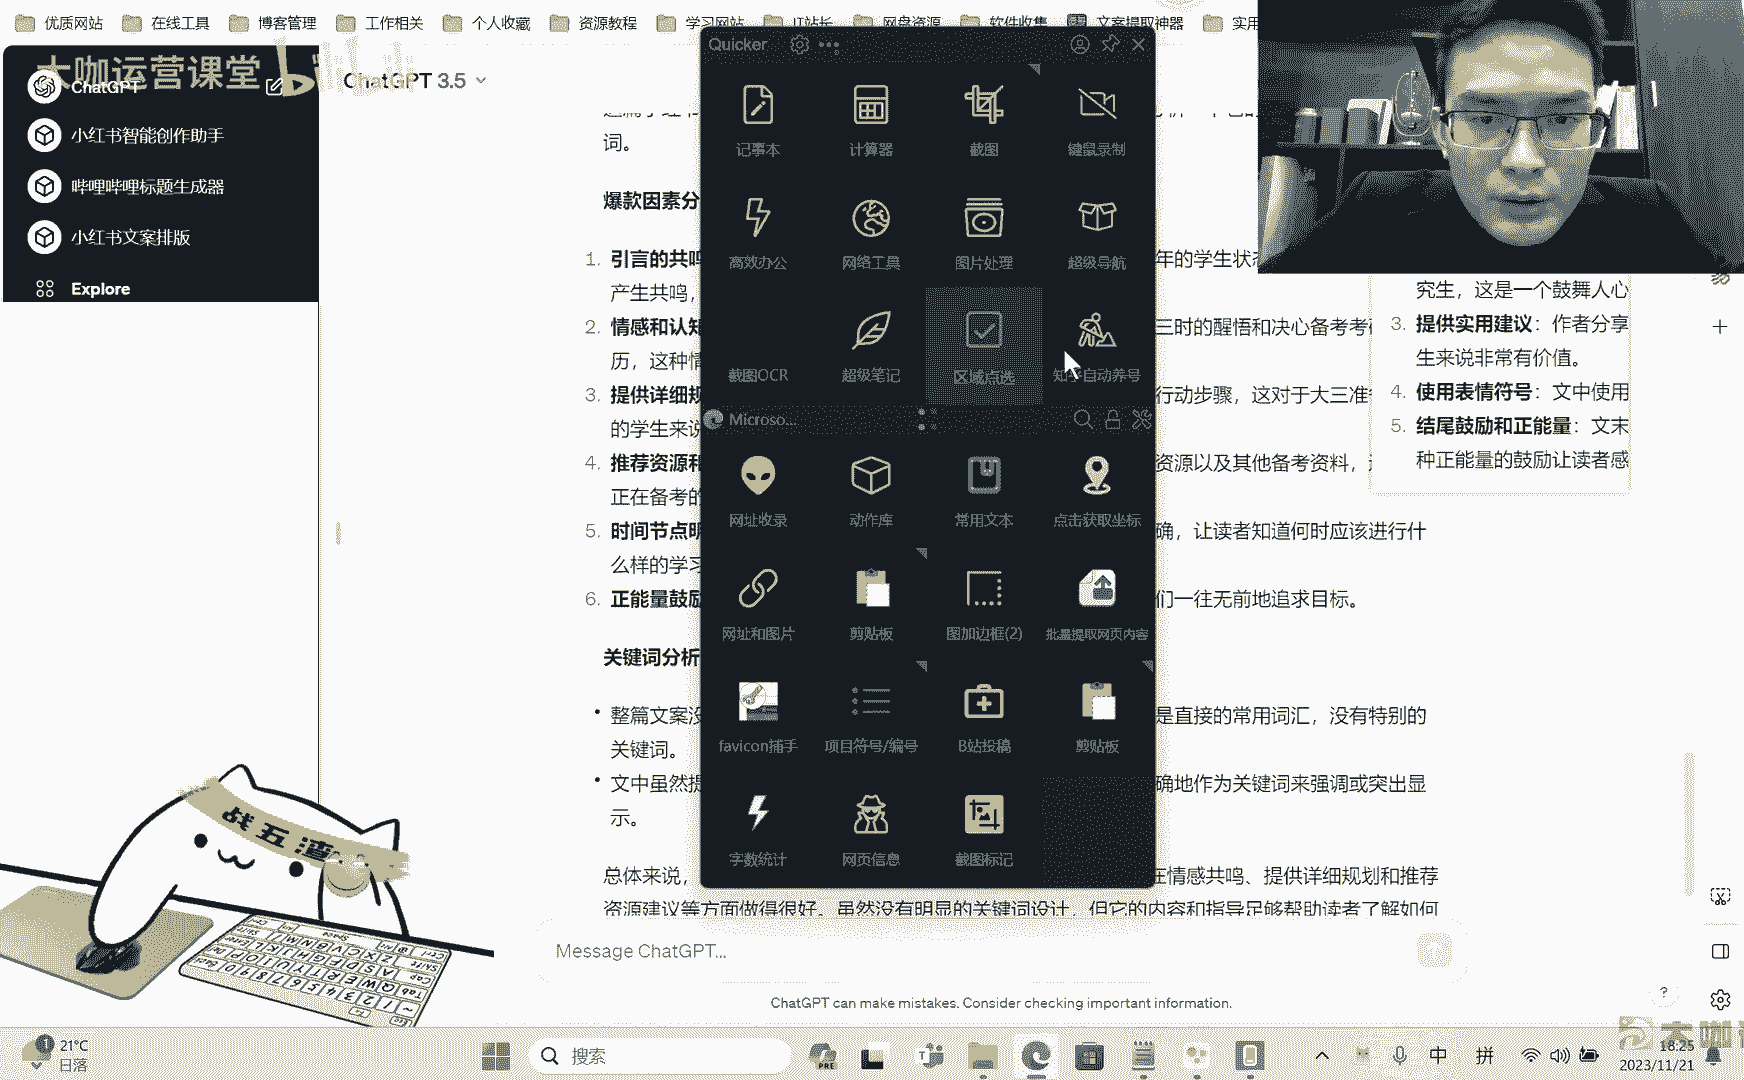 优质网站 在线工具 博客管理 工作相关 个人收藏 资源教程 学习网站 IT站长 网盘资源 软件收集 文案提取神器
大咖运营课堂 bilibili
ChatGPT
小红书智能创作助手
哔哩哔哩标题生成器
小红书文案排版
Explore
ChatGPT 3.5
词。
爆款因素分
1. 引言的共鸣
年的学生状态
产生共鸣,
2. 情感和认知
三时的醒悟和决心备考考
历,这种情
3. 提供详细规
行动步骤,这对于大三准
的学生来说
4. 推荐资源和
资源以及其他备考资料,
正在备考的
5. 时间节点明
确,让读者知道何时应该进行什
么样的学习
6. 正能量鼓励
们一往无前地追求目标。
关键词分析
• 整篇文案没
是直接的常用词汇,没有特别的
关键词。
• 文中虽然提
确地作为关键词来强调或突出显
示。
总体来说,
在情感共鸣、提供详细规划和推荐
资源建议等方面做得很好。虽然没有明显的关键词设计,但它的内容和指导足够帮助读者了解如何
Quicker
记事本 计算器 截图 键鼠录制
高效办公 网络工具 图片处理 超级导航
截图OCR 超级笔记 区域点选 知乎自动养号
Microso...
网址收录 动作库 常用文本 点击获取坐标
网址和图片 剪贴板 图加边框(2) 批量提取网页内容
favicon捕手 项目符号/编号 B站投稿 剪贴板
字数统计 网页信息 截图标记
究生,这是一个鼓舞人心
3. 提供实用建议:作者分享
生来说非常有价值。
4. 使用表情符号:文中使用
5. 结尾鼓励和正能量:文末
种正能量的鼓励让读者感
战五渣
Message ChatGPT...
ChatGPT can make mistakes. Consider checking important information.
?
1
21°C
日落
搜索
PRE
中 拼
18:25
2023/11/21